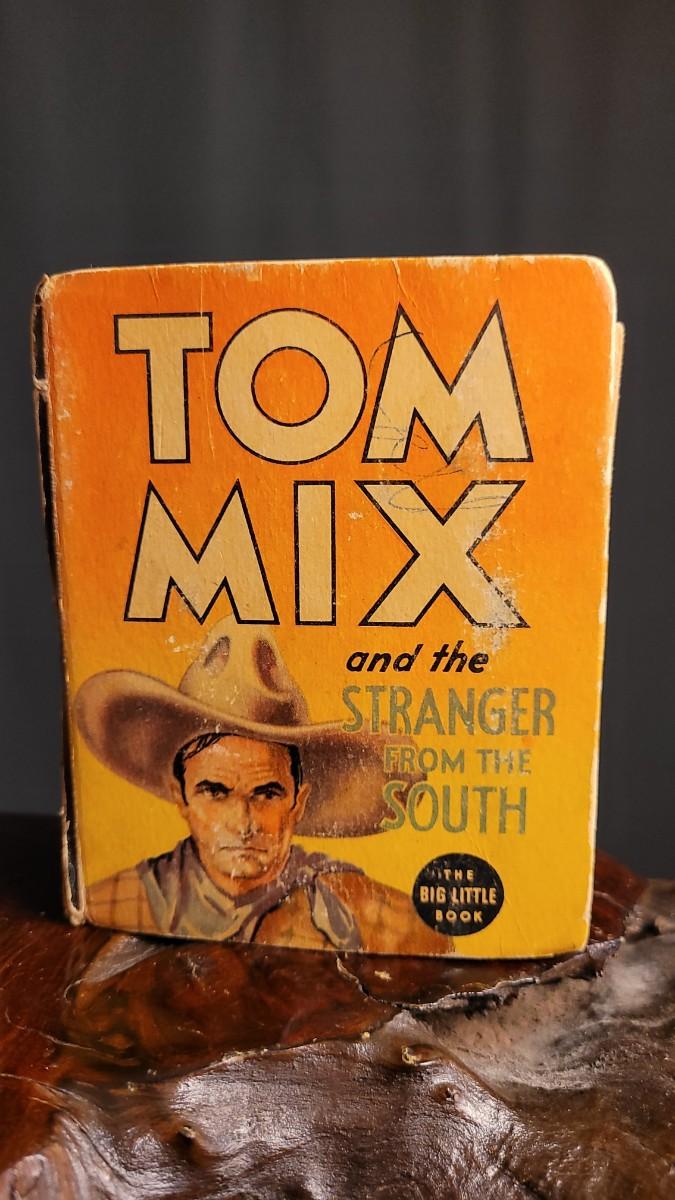 TOM
MIX
and the
STRANGER
FROM THE
SOUTH
THE
BIG LITTLE
BOOK